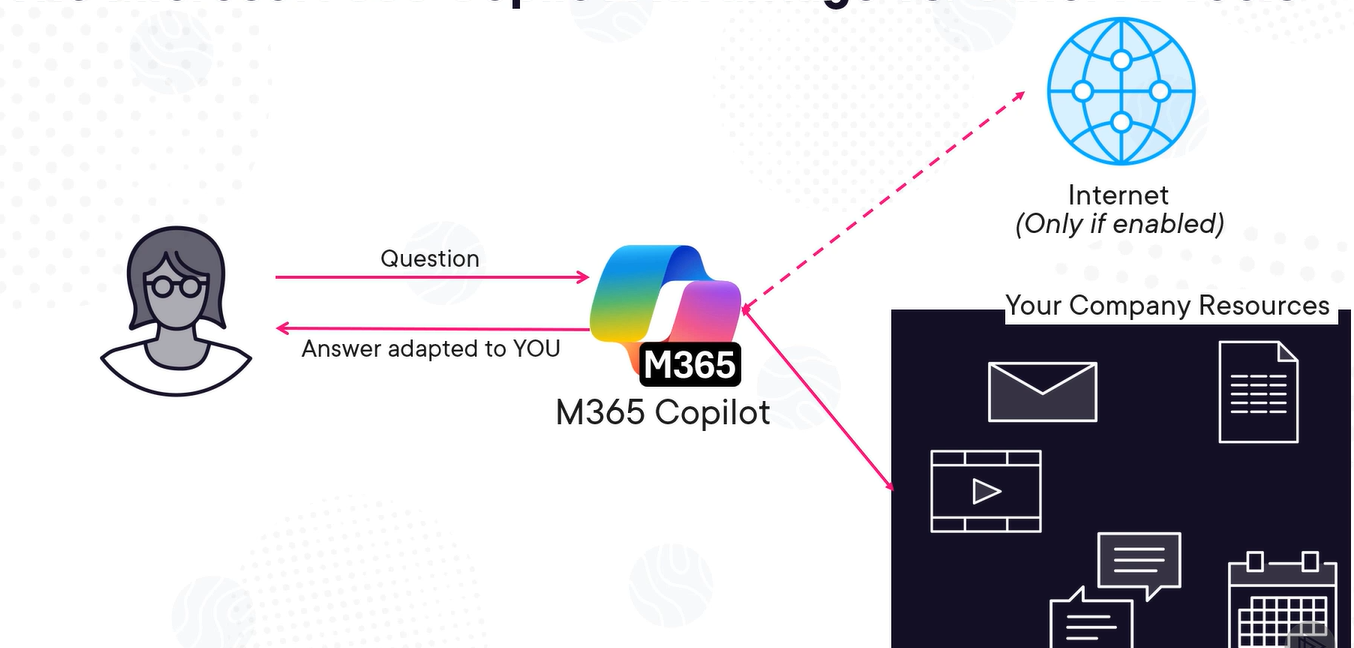 Question
Answer adapted to YOU
M365
M365 Copilot
Internet
(Only if enabled)
Your Company Resources